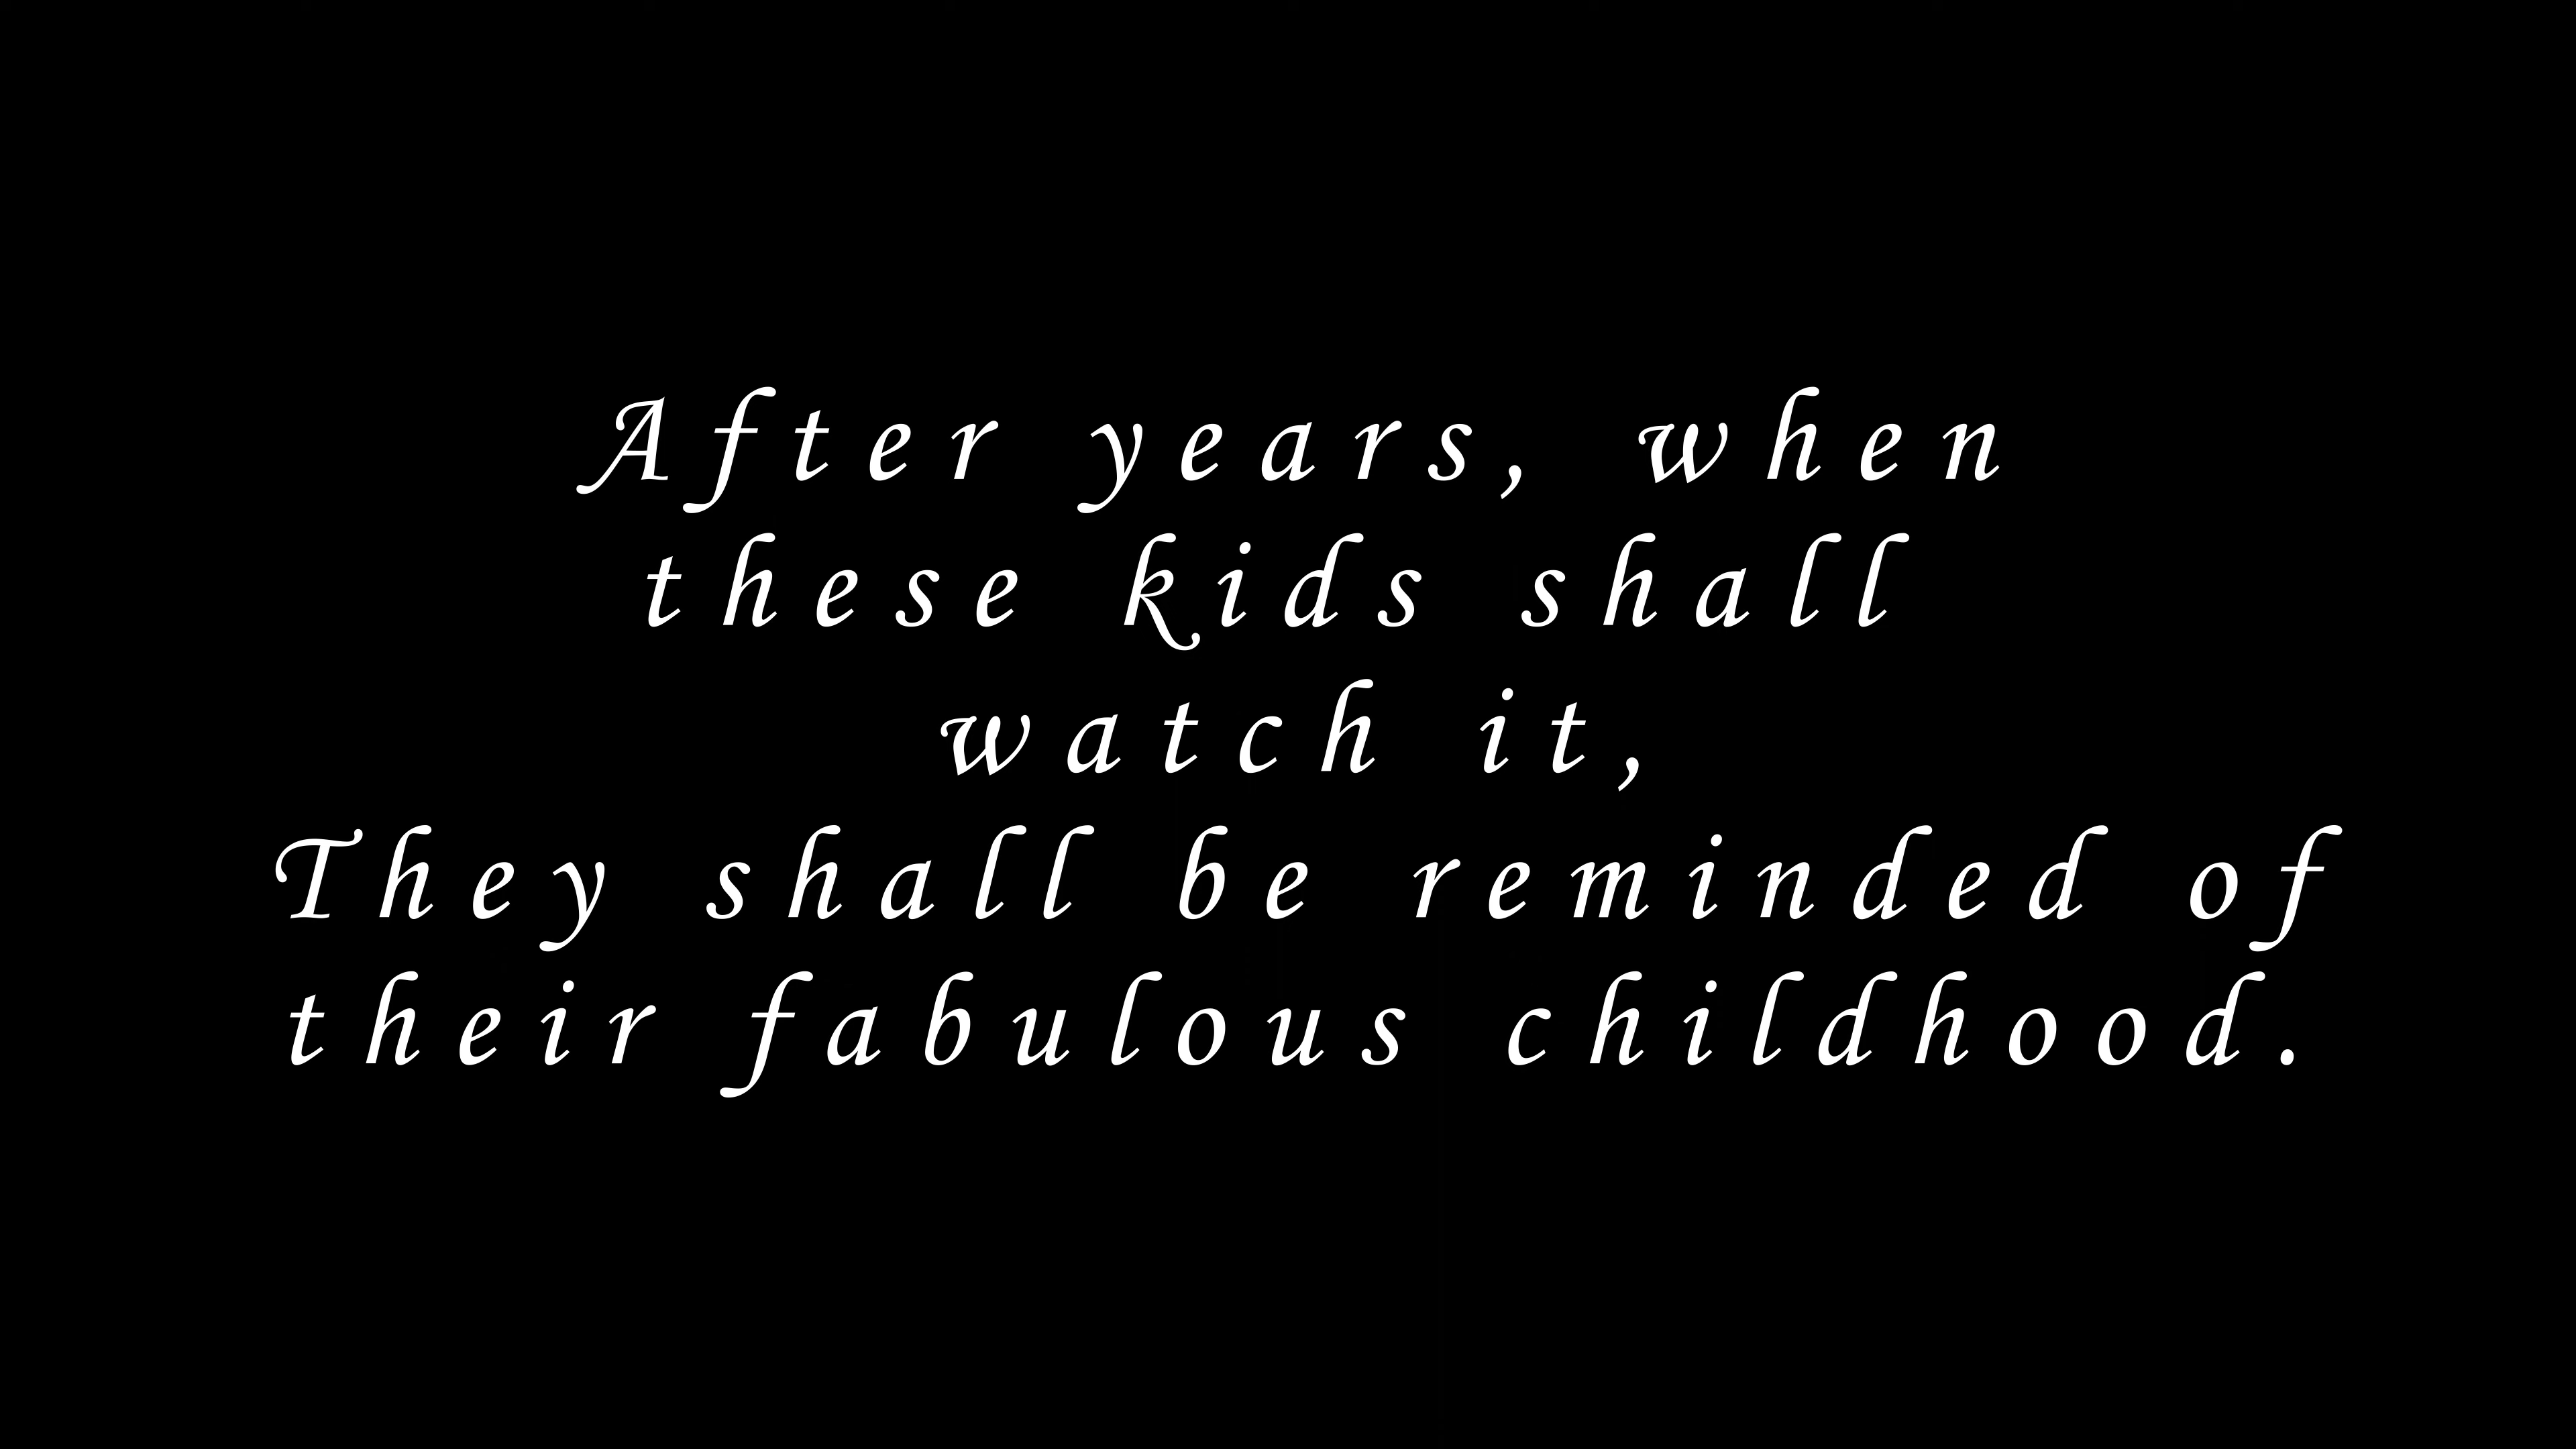 After years, when
these kids shall
watch it,
They shall be reminded of
their fabulous childhood.